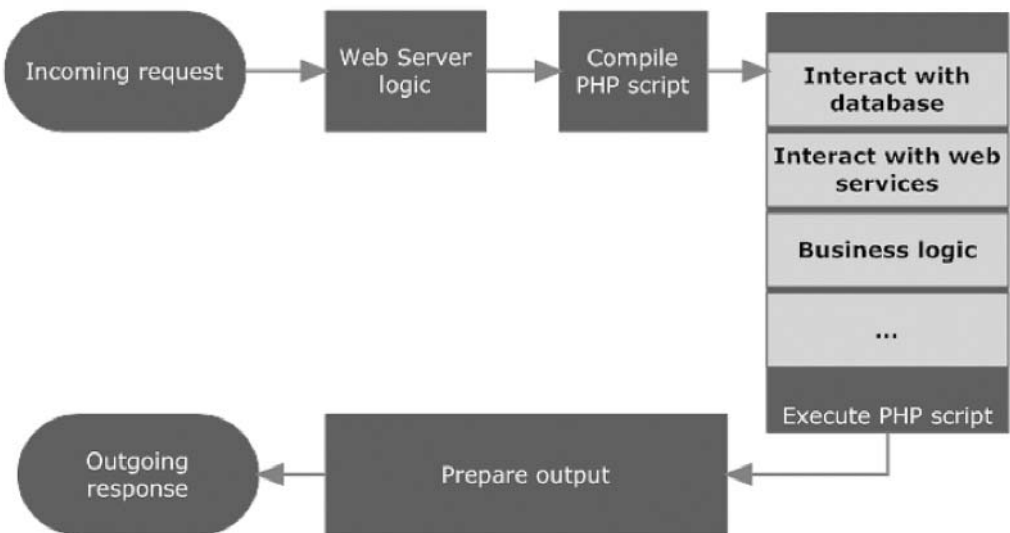 Incoming request
Web Server
logic
Compile
PHP script
Interact with
database
Interact with web
services
Business logic
...
Execute PHP script
Prepare output
Outgoing
response